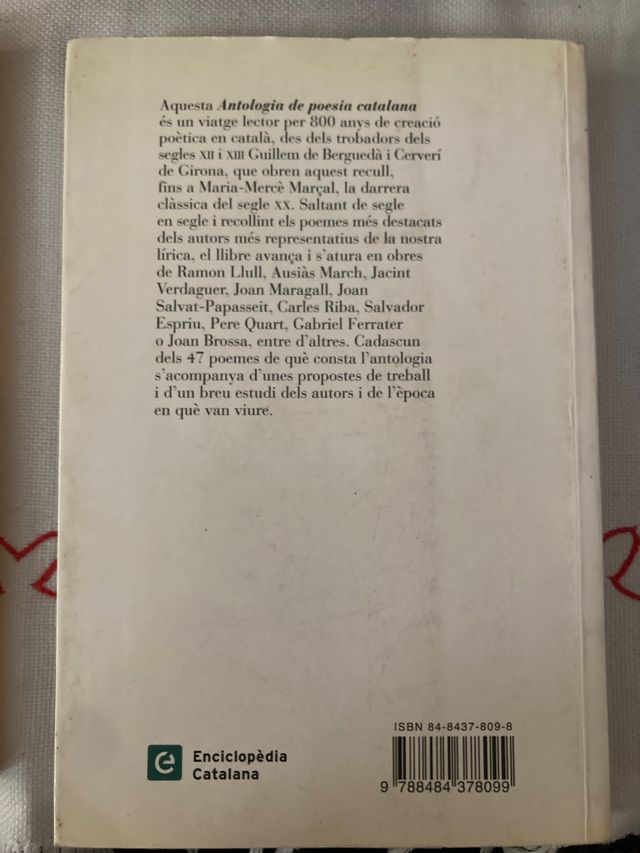 Aquesta Antologia de poesia catalana
és un viatge lector per 800 anys de creació
poètica en català, des dels trobadors dels
segles XII i XIII Guillem de Berguedà i Cerverí
de Girona, que obren aquest recull,
fins a Maria-Mercè Marçal, la darrera
clàssica del segle XX. Saltant de segle
en segle i recollint els poemes més destacats
dels autors més representatius de la nostra
lírica, el llibre avança i s'atura en obres
de Ramon Llull, Ausiàs March, Jacint
Verdaguer, Joan Maragall, Joan
Salvat-Papasseit, Carles Riba, Salvador
Espriu, Pere Quart, Gabriel Ferrater
o Joan Brossa, entre d'altres. Cadascun
dels 47 poemes de què consta l'antologia
s'acompanya d'unes propostes de treball
i d'un breu estudi dels autors i de l'època
en què van viure.
ISBN 84-8437-809-8
Enciclopèdia
Catalana
9 788484 378099